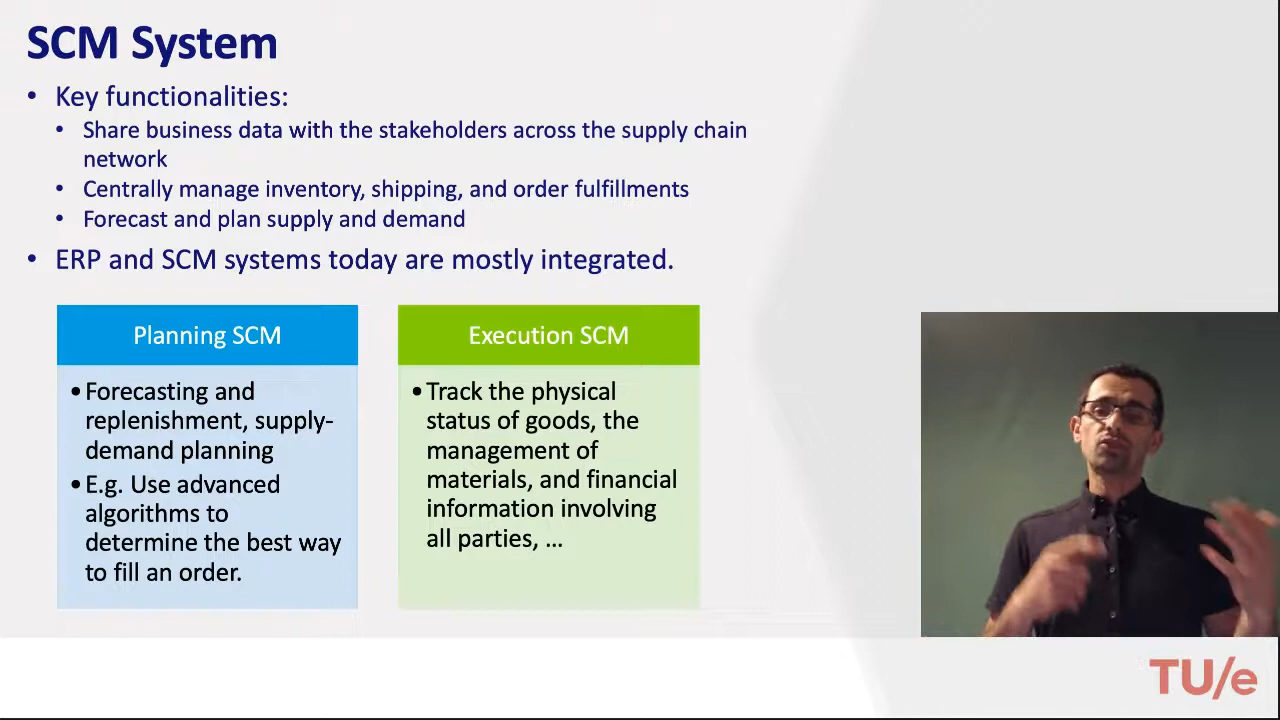 SCM System
• Key functionalities:
• Share business data with the stakeholders across the supply chain
network
• Centrally manage inventory, shipping, and order fulfillments
• Forecast and plan supply and demand
• ERP and SCM systems today are mostly integrated.
Planning SCM
• Forecasting and
replenishment, supply-
demand planning
• E.g. Use advanced
algorithms to
determine the best way
to fill an order.
Execution SCM
• Track the physical
status of goods, the
management of
materials, and financial
information involving
all parties, ...
TU/e